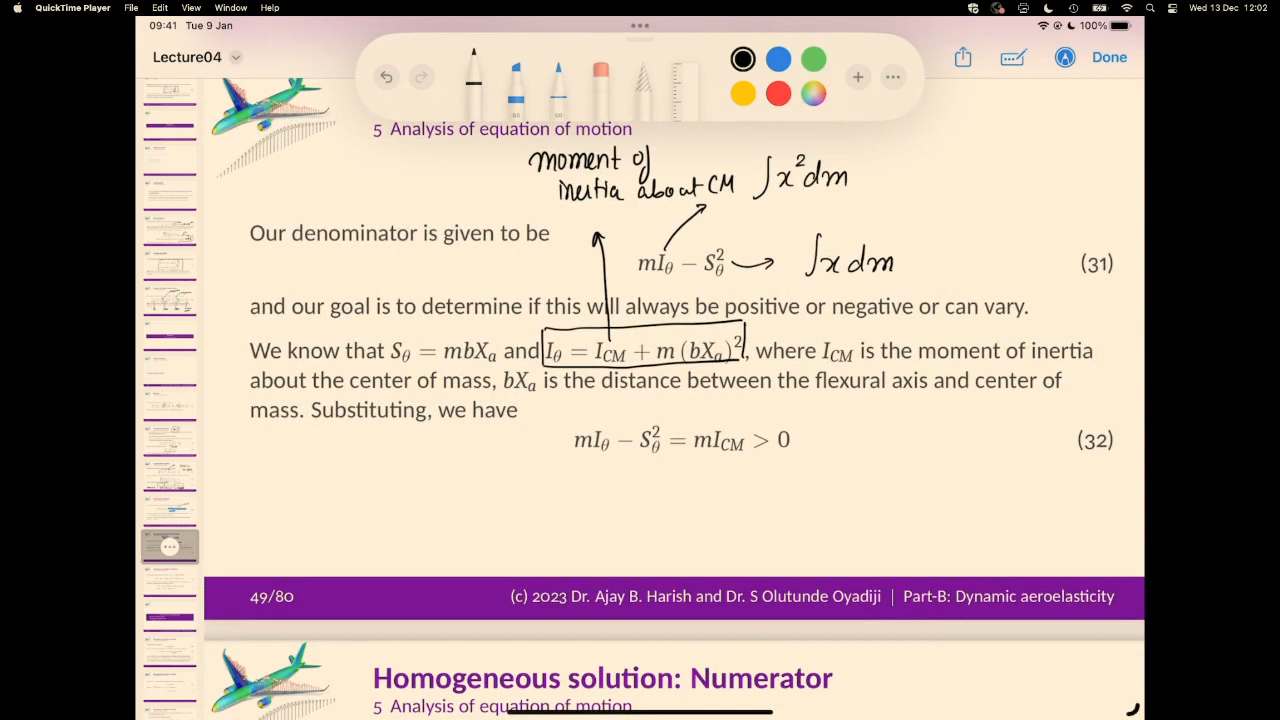 QuickTime Player File Edit View Window Help Wed 13 Dec 12:02
09:41 Tue 9 Jan 100%
Lecture04 Done
5 Analysis of equation of motion
moment of
inertia about CM ∫x²dm
Our denominator is given to be
mI_θ − S_θ² → ∫x dm (31)
and our goal is to determine if this will always be positive or negative or can vary.
We know that S_θ = mbX_a and I_θ = I_CM + m (bX_a)², where I_CM is the moment of inertia
about the center of mass, bX_a is the distance between the flexural axis and center of
mass. Substituting, we have
mI_θ − S_θ² = mI_CM > 0 (32)
49/80 (c) 2023 Dr. Ajay B. Harish and Dr. S Olutunde Oyadiji | Part-B: Dynamic aeroelasticity
Homogenous solution: Numerator
5 Analysis of equation of motion